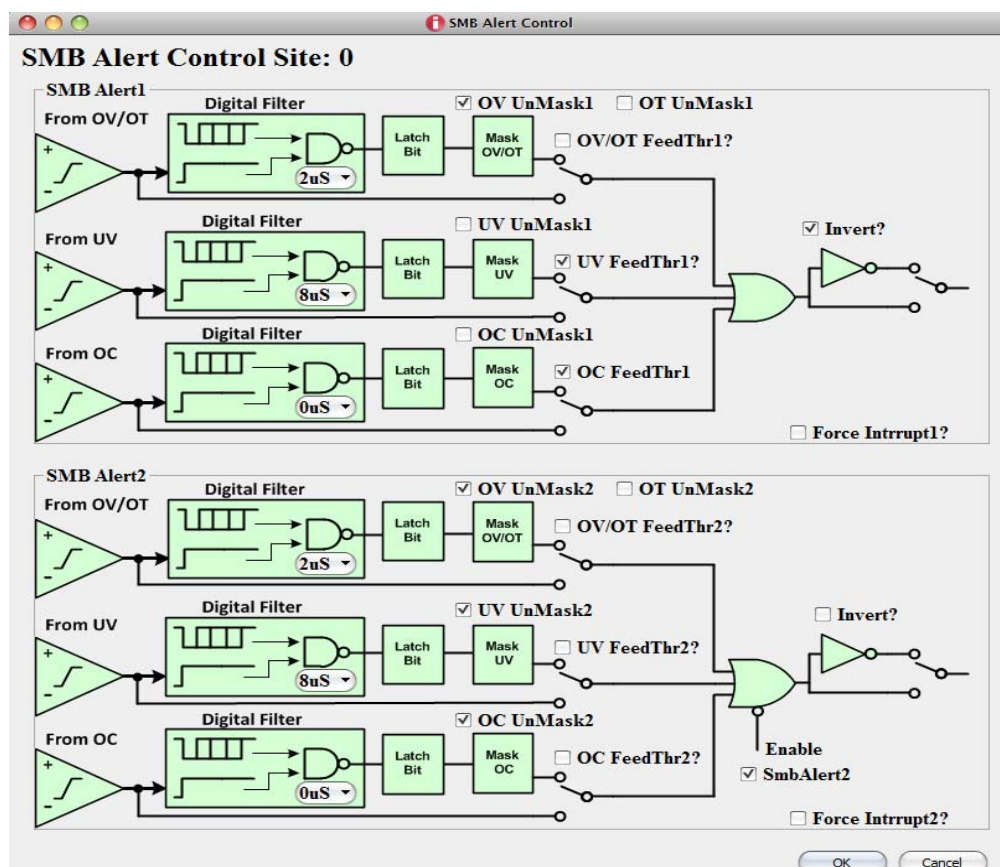 SMB Alert Control
SMB Alert Control Site: 0
SMB Alert1
From OV/OT
Digital Filter
2uS
Latch Bit
Mask OV/OT
OV UnMask1
OT UnMask1
OV/OT FeedThr1?
From UV
Digital Filter
8uS
Latch Bit
Mask UV
UV UnMask1
UV FeedThr1?
Invert?
From OC
Digital Filter
0uS
Latch Bit
Mask OC
OC UnMask1
OC FeedThr1
Force Intrrupt1?
SMB Alert2
From OV/OT
Digital Filter
2uS
Latch Bit
Mask OV/OT
OV UnMask2
OT UnMask2
OV/OT FeedThr2?
From UV
Digital Filter
8uS
Latch Bit
Mask UV
UV UnMask2
UV FeedThr2?
Invert?
From OC
Digital Filter
0uS
Latch Bit
Mask OC
OC UnMask2
OC FeedThr2?
Enable
SmbAlert2
Force Intrrupt2?
OK
Cancel